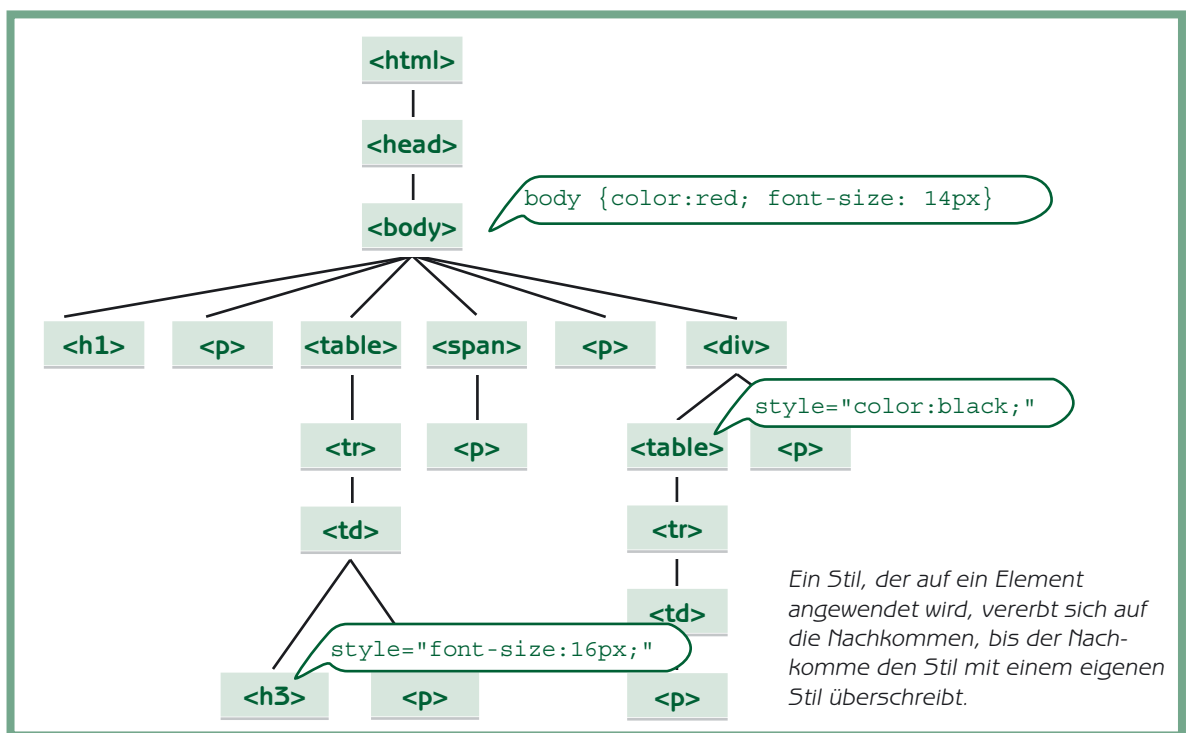 <html>
<head>
body {color:red; font-size: 14px}
<body>
<h1> <p> <table> <span> <p> <div>
style="color:black;"
<tr> <p> <table> <p>
<td> <tr>
Ein Stil, der auf ein Element
angewendet wird, vererbt sich auf
die Nachkommen, bis der Nach-
komme den Stil mit einem eigenen
Stil überschreibt.
<td>
style="font-size:16px;"
<h3> <p> <p>